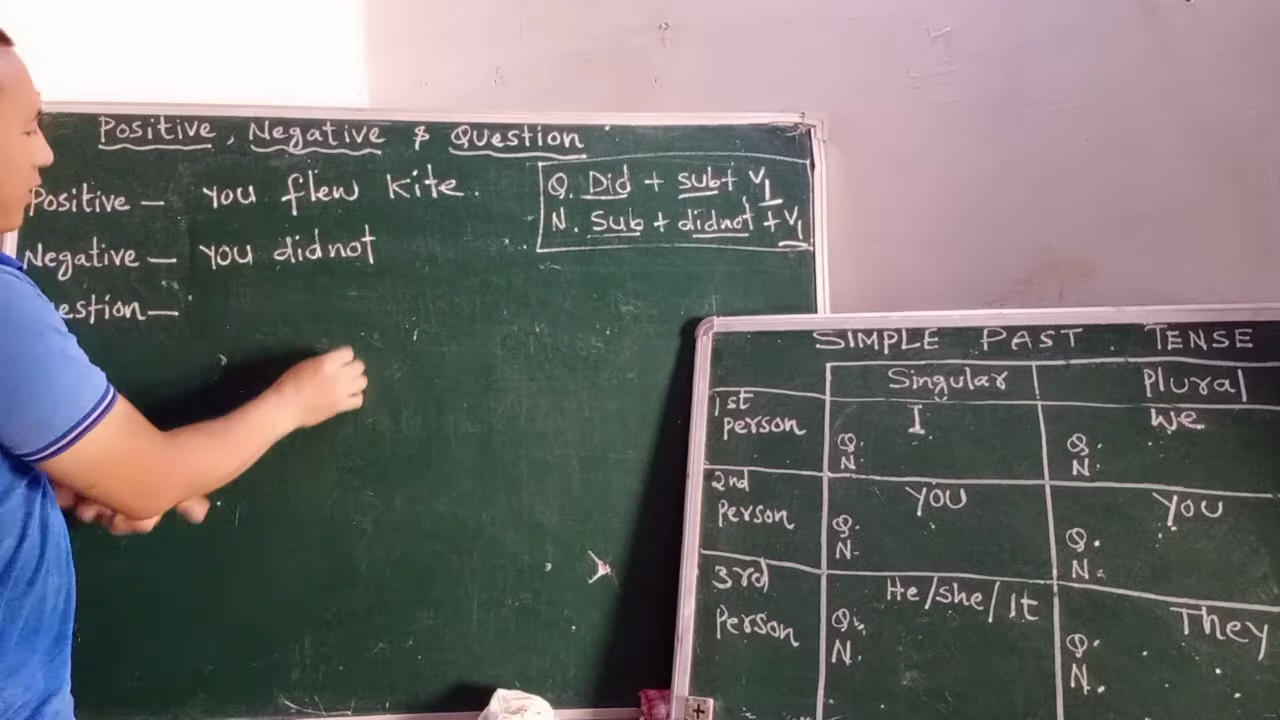 Positive, Negative & Question
Positive — You flew kite.
Negative — You didnot
estion —
Q. Did + sub + V1
N. Sub + didnot + V1
SIMPLE PAST TENSE
Singular Plural
1st person I We
Q. Q.
N. N.
2nd person you you
Q. Q.
N. N.
3rd Person He/she/It They
Q. Q.
N. N.